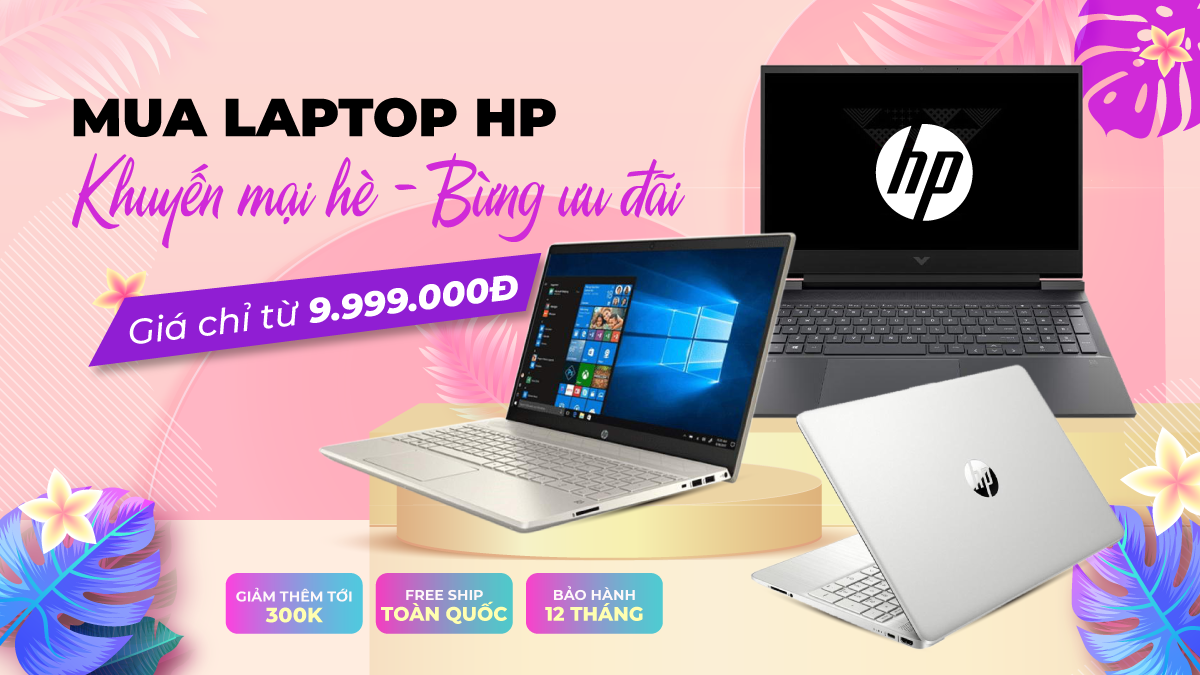 MUA LAPTOP HP
Khuyến mại hè - Bừng ưu đãi
Giá chỉ từ 9.999.000Đ
hp
hp
GIẢM THÊM TỚI
300K
FREE SHIP
TOÀN QUỐC
BẢO HÀNH
12 THÁNG